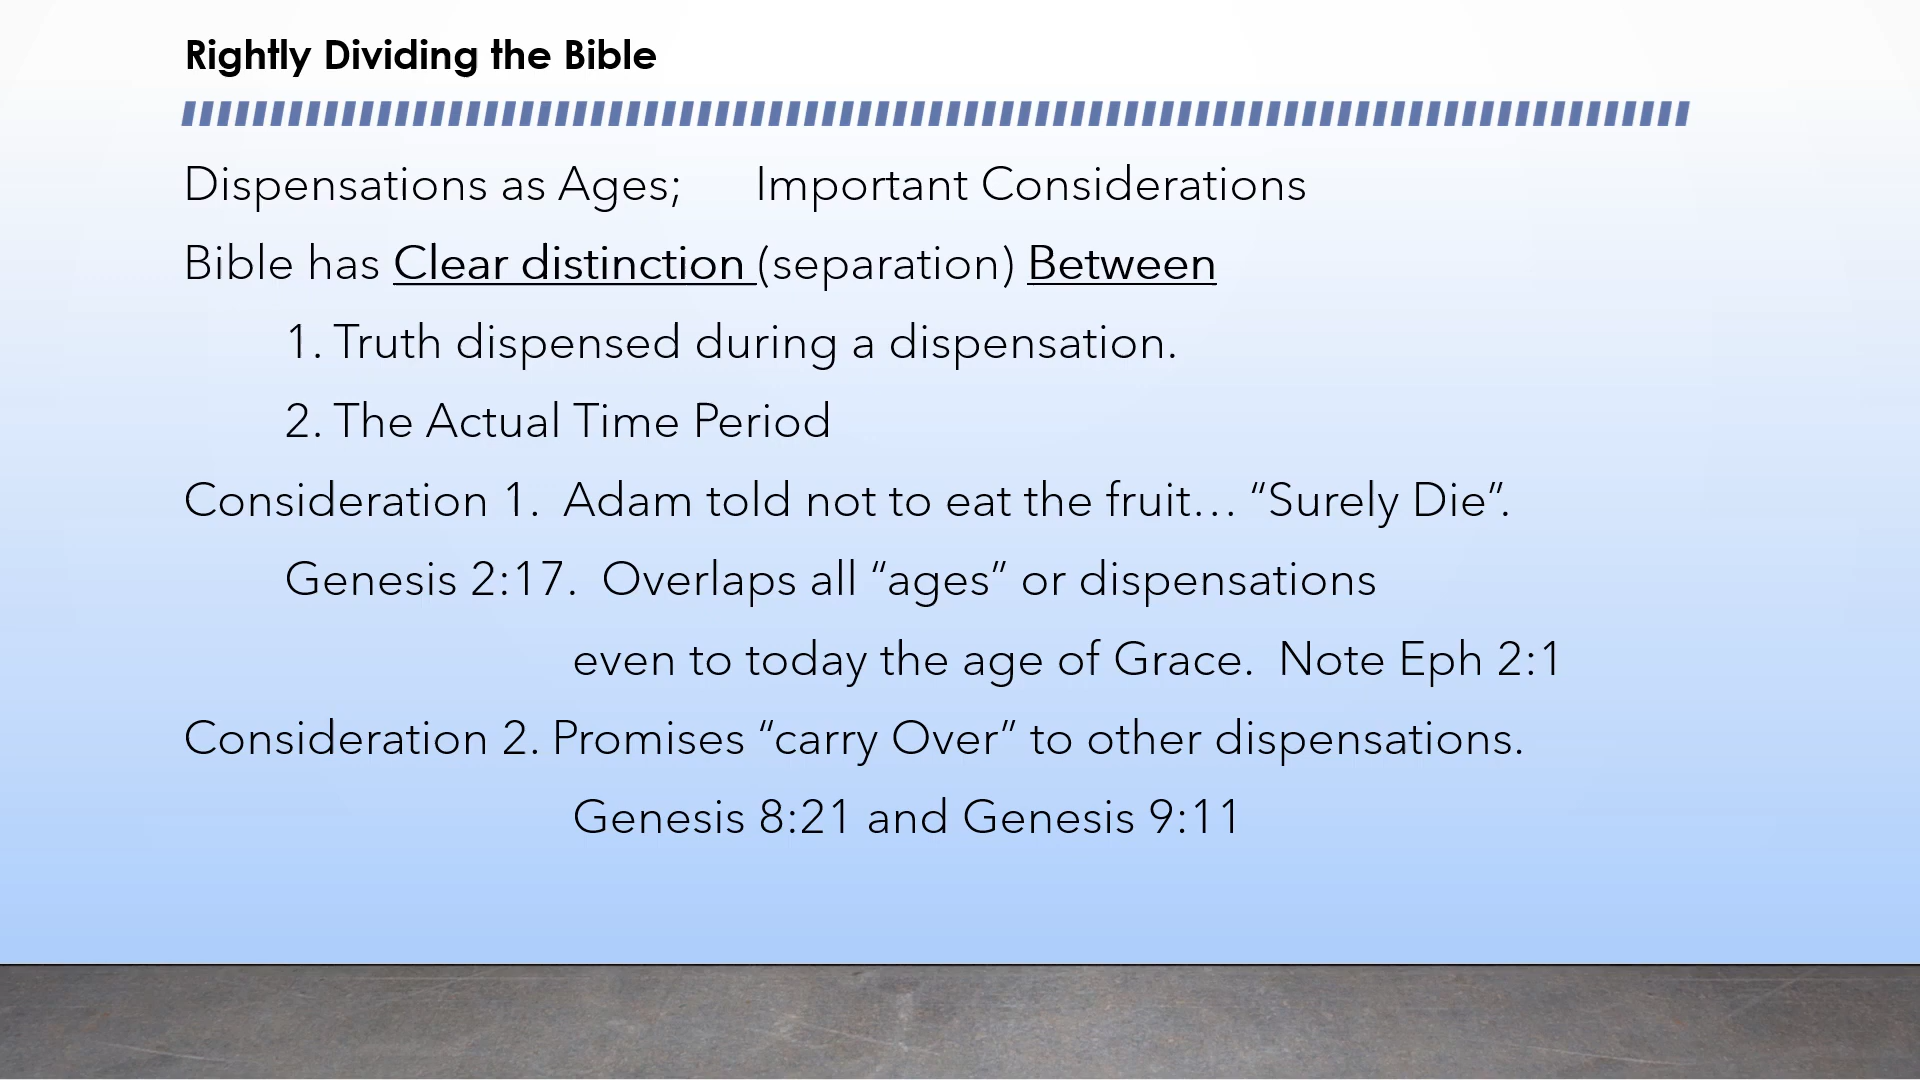 Rightly Dividing the Bible
Dispensations as Ages; Important Considerations
Bible has Clear distinction (separation) Between
1. Truth dispensed during a dispensation.
2. The Actual Time Period
Consideration 1. Adam told not to eat the fruit… “Surely Die”.
Genesis 2:17. Overlaps all “ages” or dispensations
even to today the age of Grace. Note Eph 2:1
Consideration 2. Promises “carry Over” to other dispensations.
Genesis 8:21 and Genesis 9:11